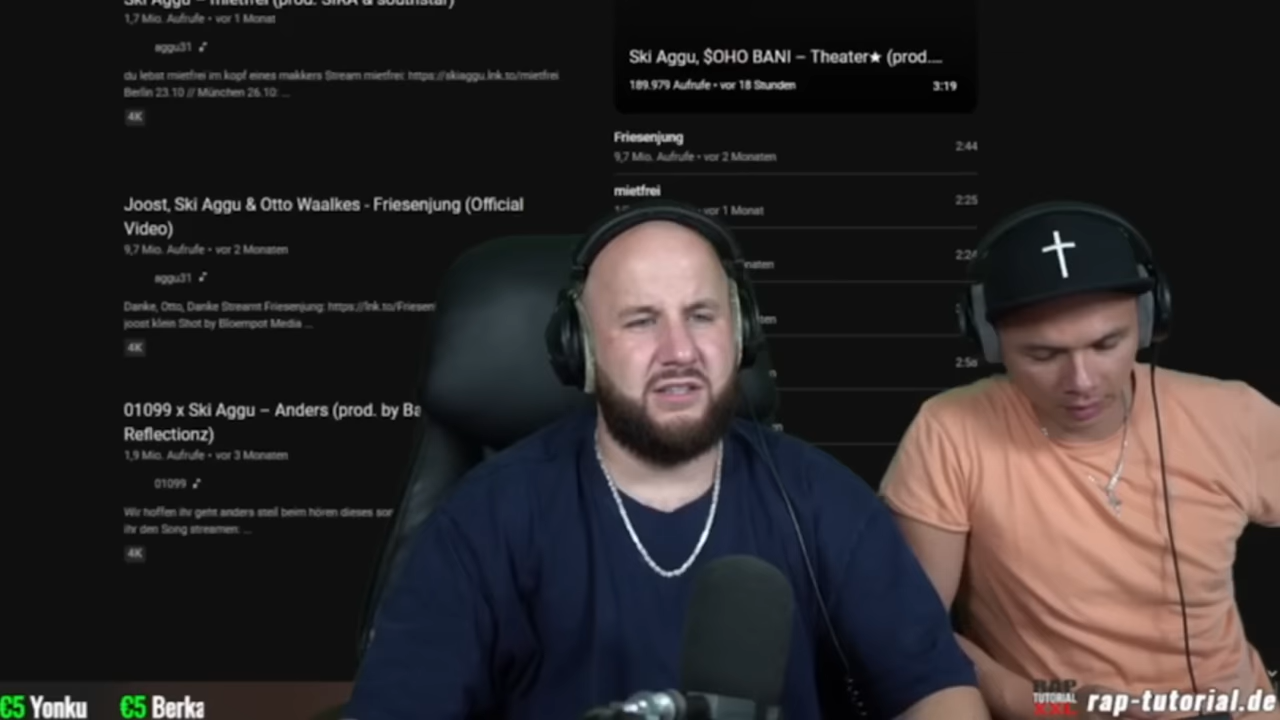 Ski Aggu – mietfrei (prod. SIRA & southstar)
1,7 Mio. Aufrufe • vor 1 Monat
aggu31 ♪
du lebst mietfrei im kopf eines makkers Stream mietfrei: https://skiaggu.lnk.to/mietfrei
Berlin 23.10 // München 26.10: ...
4K
Joost, Ski Aggu & Otto Waalkes - Friesenjung (Official
Video)
9,7 Mio. Aufrufe • vor 2 Monaten
aggu31 ♪
Danke, Otto, Danke Streamt Friesenjung: https://lnk.to/Friesen
joost klein Shot by Bloempot Media ...
4K
01099 x Ski Aggu – Anders (prod. by Ba
Reflectionz)
1,9 Mio. Aufrufe • vor 3 Monaten
01099 ♪
Wir hoffen ihr geht anders steil beim hören dieses
ihr den Song streamen: ...
4K
Ski Aggu, $OHO BANI – Theater★ (prod....
189.979 Aufrufe • vor 18 Stunden
3:19
Friesenjung
9,7 Mio. Aufrufe • vor 2 Monaten
2:44
mietfrei
vor 1 Monat
2:25
€5 Yonku €5 Berka
RAP
TUTORIAL
XXL
rap-tutorial.de